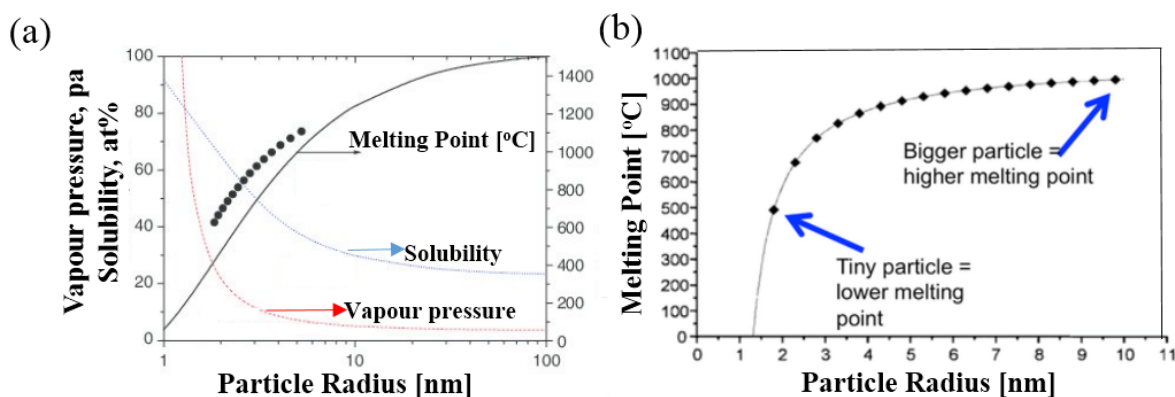 (a)
Vapour pressure, pa
Solubility, at%
100
80
60
40
20
0
1400
1200
1000
800
600
400
200
0
Melting Point [ºC]
Solubility
Vapour pressure
1
10
100
Particle Radius [nm]
(b)
Melting Point [ºC]
1100
1000
900
800
700
600
500
400
300
200
100
0
Bigger particle =
higher melting point
Tiny particle =
lower melting
point
0 1 2 3 4 5 6 7 8 9 10 11
Particle Radius [nm]